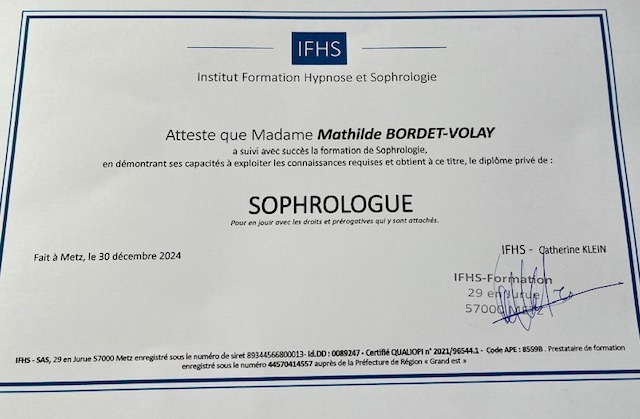 IFHS
Institut Formation Hypnose et Sophrologie
Atteste que Madame Mathilde BORDET-VOLAY
a suivi avec succès la formation de Sophrologie,
en démontrant ses capacités à exploiter les connaissances requises et obtient à ce titre, le diplôme privé de :
SOPHROLOGUE
Pour en jouir avec les droits et prérogatives qui y sont attachés.
IFHS - Catherine KLEIN
Fait à Metz, le 30 décembre 2024
IFHS-Formation
29 en Jurue
57000 METZ
IFHS - SAS, 29 en Jurue 57000 Metz enregistré sous le numéro de siret 89344566800013- Id.DD : 0089247 - Certifié QUALIOPI n° 2021/96544.1 - Code APE : 8559B . Prestataire de formation
enregistré sous le numéro 44570414557 auprès de la Préfecture de Région « Grand est »